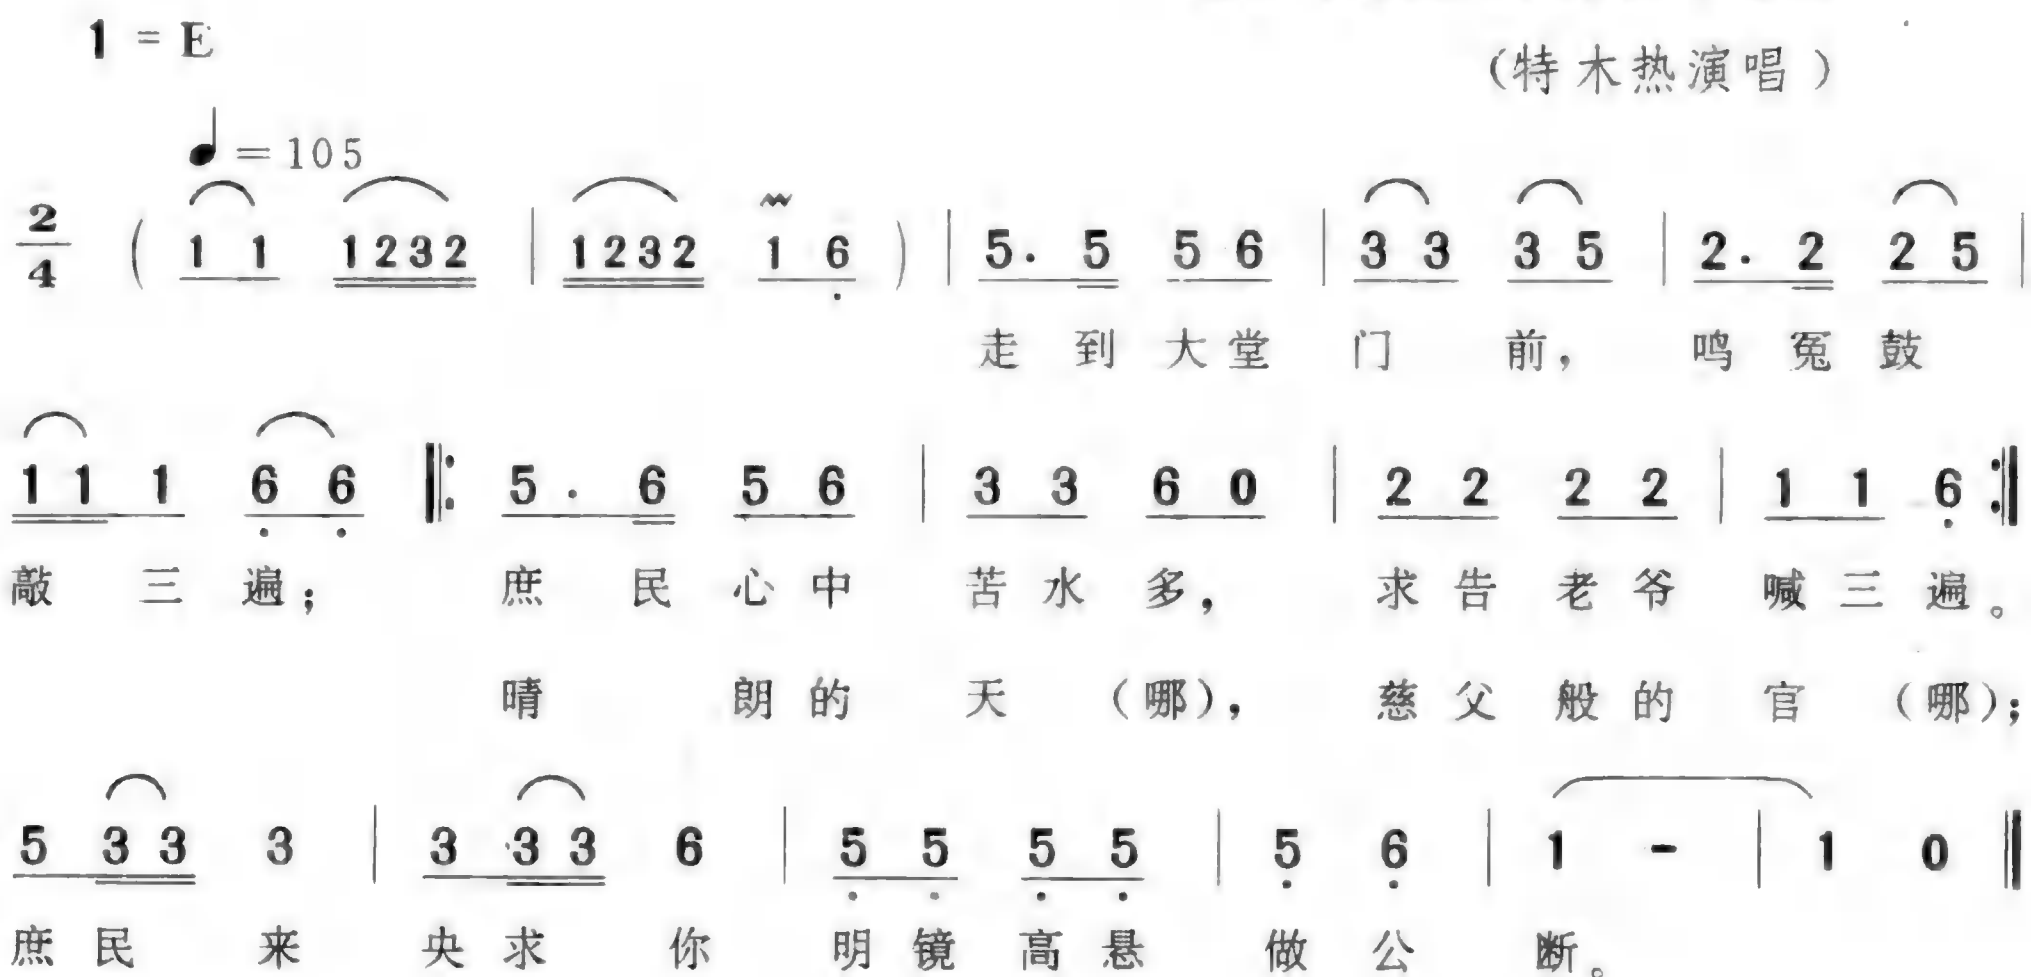 1 = E
(特木热演唱)
♩ = 105
2/4 ( 1 1 1232 | 1232 1 6̣ ) | 5. 5 5 6 | 3 3 3 5 | 2. 2 2 5 |
走 到 大 堂 门 前, 鸣 冤 鼓
1 1 1 6̣ 6̣ ‖: 5 . 6 5 6 | 3 3 6 0 | 2 2 2 2 | 1 1 6̣ :‖
敲 三 遍; 庶 民 心 中 苦 水 多, 求 告 老 爷 喊 三 遍。
晴 朗 的 天 (哪), 慈 父 般 的 官 (哪);
5 3 3 3 | 3 3 3 6 | 5̣ 5̣ 5̣ 5̣ | 5̣ 6̣ | 1 - | 1 0 ‖
庶 民 来 央 求 你 明 镜 高 悬 做 公 断。